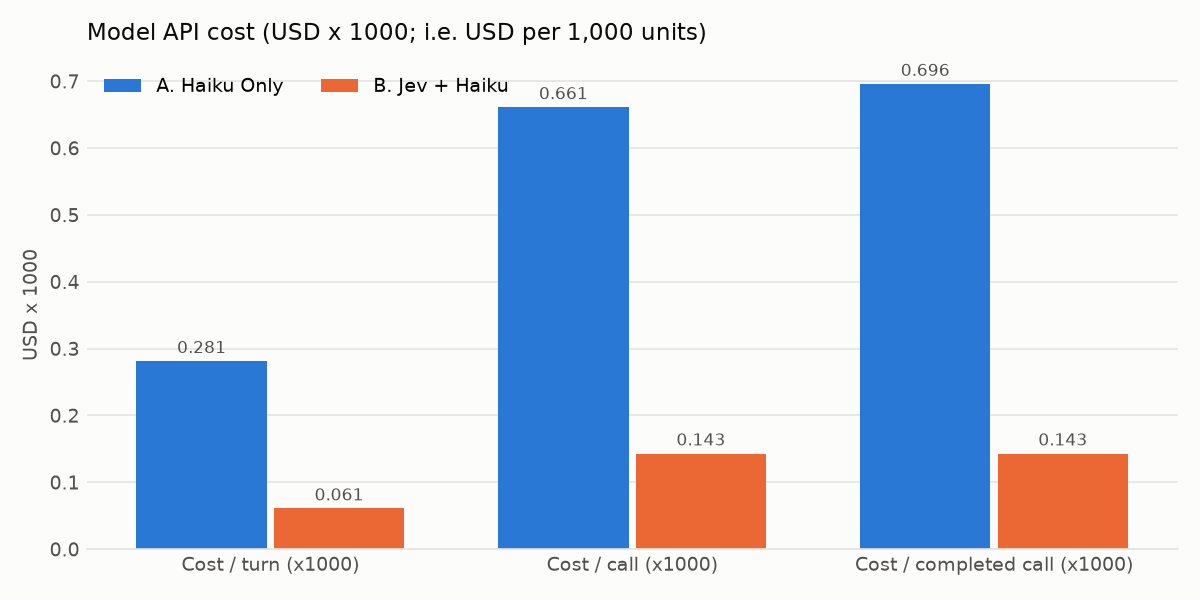 Model API cost (USD x 1000; i.e. USD per 1,000 units)
A. Haiku Only
B. Jev + Haiku
USD x 1000
0.7
0.6
0.5
0.4
0.3
0.2
0.1
0.0
0.281
0.061
0.661
0.143
0.696
0.143
Cost / turn (x1000)
Cost / call (x1000)
Cost / completed call (x1000)